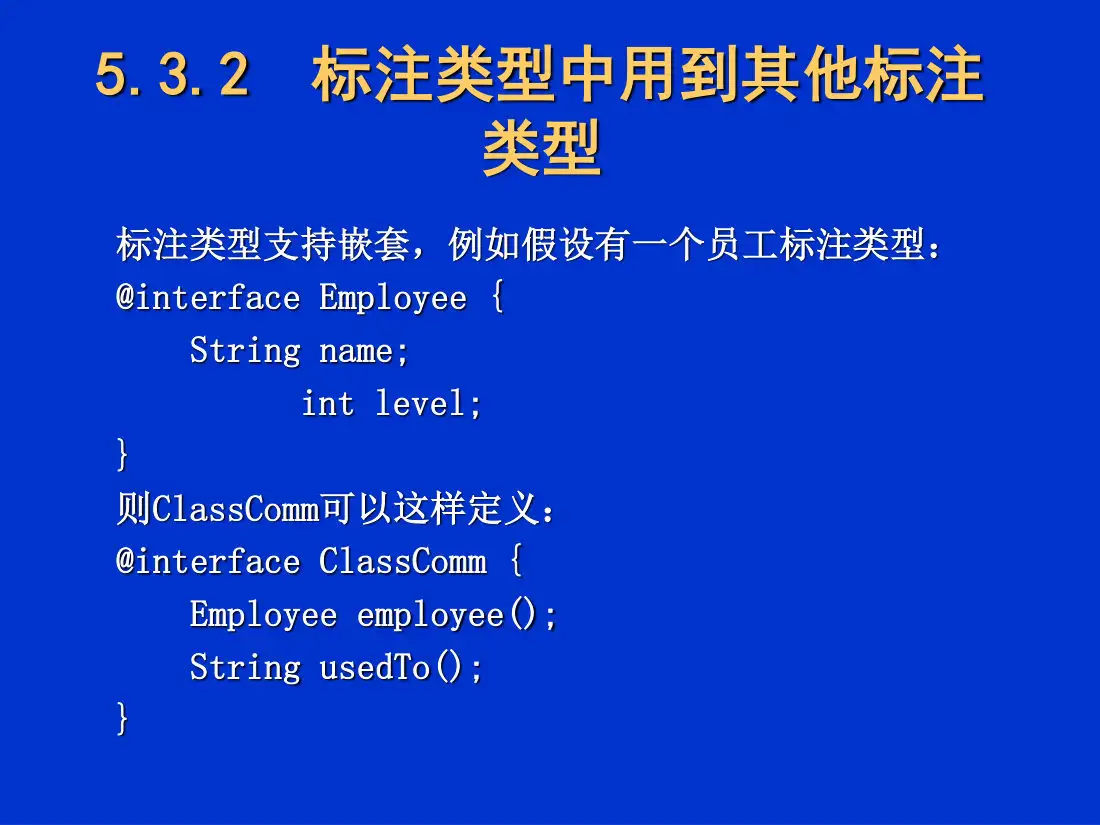 5.3.2 标注类型中用到其他标注
类型
标注类型支持嵌套，例如假设有一个员工标注类型：
@interface Employee {
String name;
int level;
}
则ClassComm可以这样定义：
@interface ClassComm {
Employee employee();
String usedTo();
}